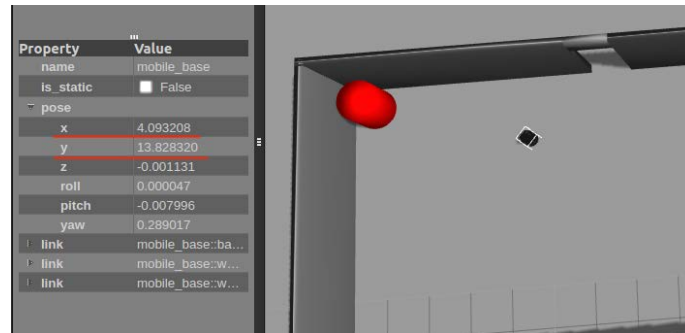 Property Value
name mobile_base
is_static False
pose
x 4.093208
y 13.828320
z -0.001131
roll 0.000047
pitch -0.007996
yaw 0.289017
link mobile_base::ba...
link mobile_base::w...
link mobile_base::w...